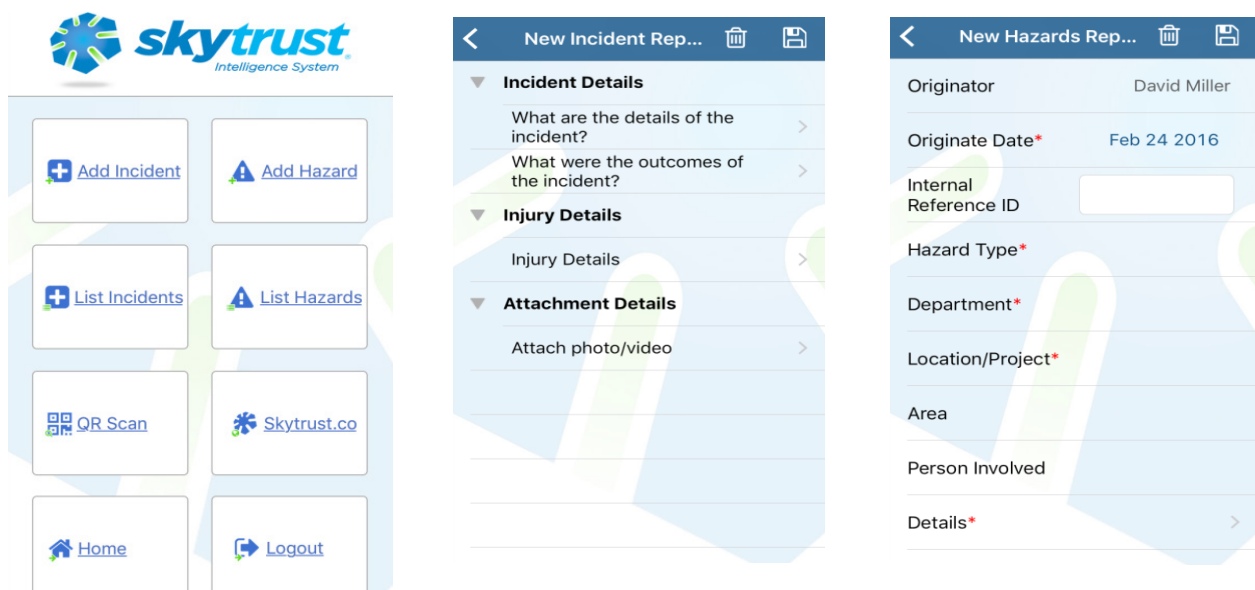 skytrust
Intelligence System
Add Incident
Add Hazard
List Incidents
List Hazards
QR Scan
Skytrust.co
Home
Logout
New Incident Rep...
Incident Details
What are the details of the
incident?
What were the outcomes of
the incident?
Injury Details
Injury Details
Attachment Details
Attach photo/video
New Hazards Rep...
Originator David Miller
Originate Date* Feb 24 2016
Internal
Reference ID
Hazard Type*
Department*
Location/Project*
Area
Person Involved
Details*